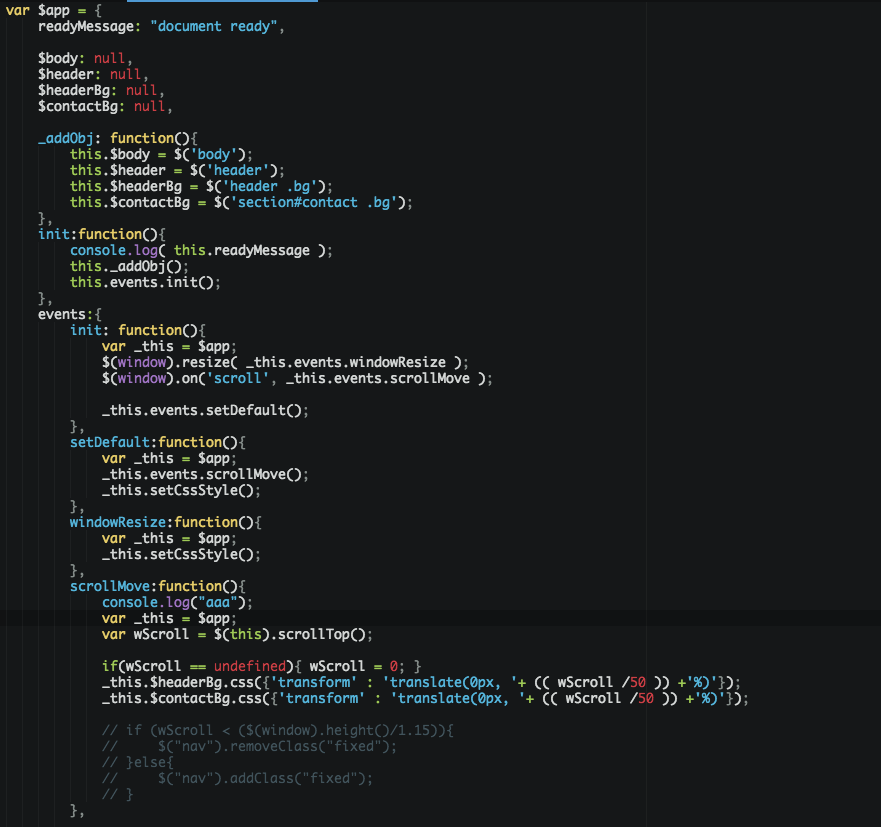 var $app = {
readyMessage: "document ready",
$body: null,
$header: null,
$headerBg: null,
$contactBg: null,
_addObj: function(){
this.$body = $('body');
this.$header = $('header');
this.$headerBg = $('header .bg');
this.$contactBg = $('section#contact .bg');
},
init:function(){
console.log( this.readyMessage );
this._addObj();
this.events.init();
},
events:{
init: function(){
var _this = $app;
$(window).resize( _this.events.windowResize );
$(window).on('scroll', _this.events.scrollMove );
_this.events.setDefault();
},
setDefault:function(){
var _this = $app;
_this.events.scrollMove();
_this.setCssStyle();
},
windowResize:function(){
var _this = $app;
_this.setCssStyle();
},
scrollMove:function(){
console.log("aaa");
var _this = $app;
var wScroll = $(this).scrollTop();
if(wScroll == undefined){ wScroll = 0; }
_this.$headerBg.css({'transform' : 'translate(0px, '+ (( wScroll /50 )) +'%)'});
_this.$contactBg.css({'transform' : 'translate(0px, '+ (( wScroll /50 )) +'%)'});
// if (wScroll < ($(window).height()/1.15)){
// $("nav").removeClass("fixed");
// }else{
// $("nav").addClass("fixed");
// }
},